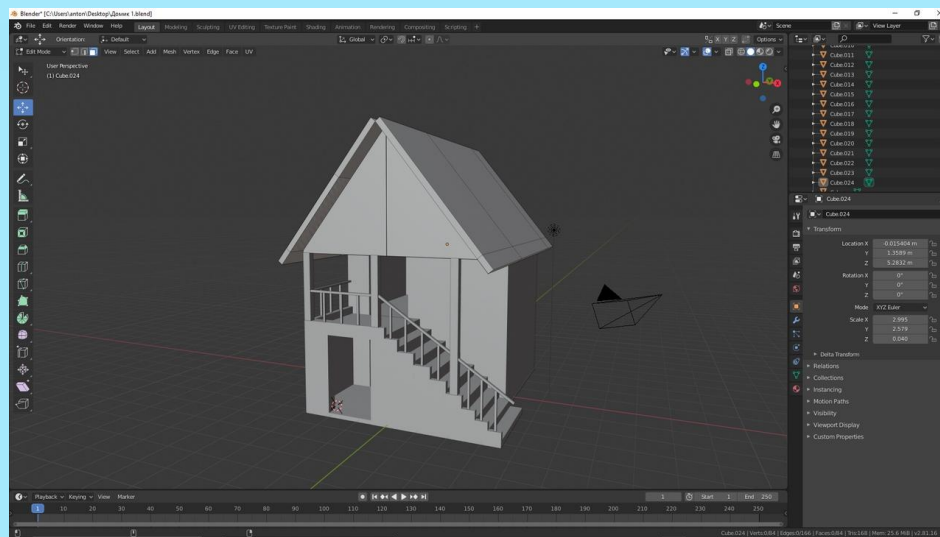 Blender* [C:\Users\anton\Desktop\Демис 1.blend]
File Edit Render Window Help Layout Modeling Sculpting UV Editing Texture Paint Shading Animation Rendering Compositing Scripting + Scene View Layer
Orientation: Default Global X Y Z Options
Edit Mode View Select Add Mesh Vertex Edge Face UV
User Perspective
(1) Cube.024
Z
Cube.010
Cube.011
Cube.012
Cube.013
Cube.014
Cube.015
Cube.016
Cube.017
Cube.018
Cube.019
Cube.020
Cube.021
Cube.022
Cube.023
Cube.024
Cube.024
Cube.024
Transform
Location X -0.015404 m
Y 1.3589 m
Z 5.2632 m
Rotation X 0°
Y 0°
Z 0°
Mode XYZ Euler
Scale X 2.995
Y 2.579
Z 0.040
Delta Transform
Relations
Collections
Instancing
Motion Paths
Visibility
Viewport Display
Custom Properties
Playback Keying View Marker 1 Start 1 End 250
1 10 20 30 40 50 60 70 80 90 100 110 120 130 140 150 160 170 180 190 200 210 220 230 240 250
Cube.024 | Verts:0/84 | Edges:0/166 | Faces:0/84 | Tris:168 | Mem: 25.6 MiB | v2.81.16